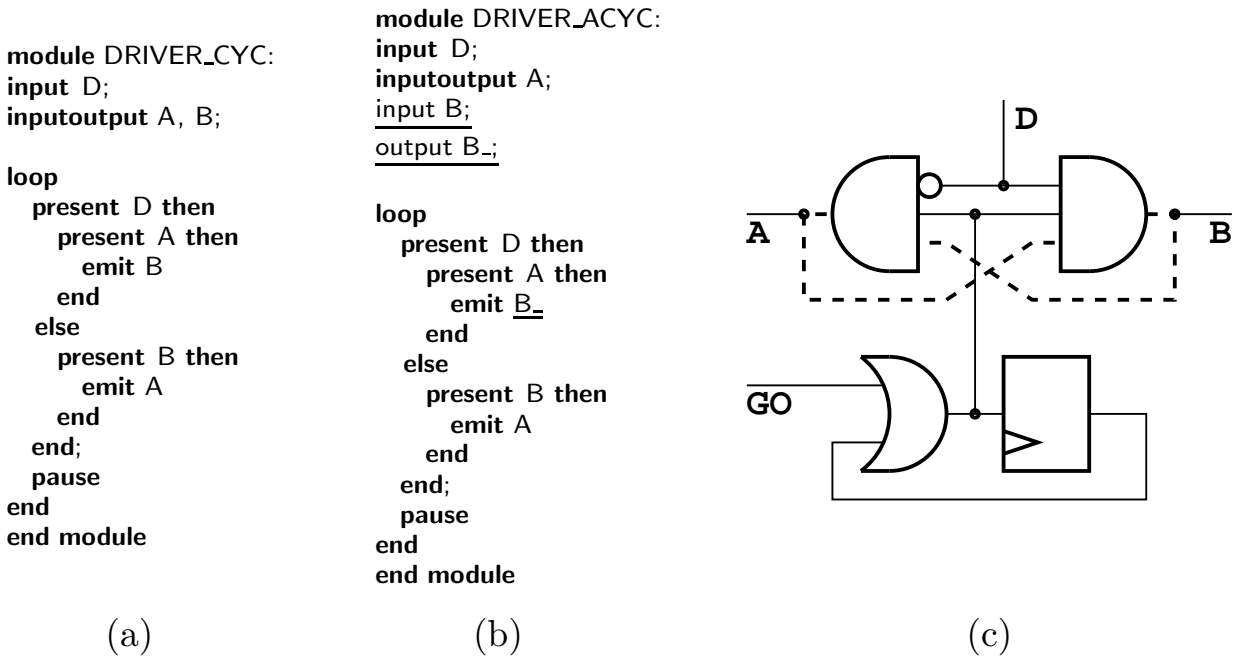 module DRIVER_CYC:
input D;
inputoutput A, B;
loop
present D then
present A then
emit B
end
else
present B then
emit A
end
end;
pause
end
end module
(a)
module DRIVER_ACYC:
input D;
inputoutput A;
input B;
output B_;
loop
present D then
present A then
emit B_
end
else
present B then
emit A
end
end;
pause
end
end module
(b)
D
A
B
GO
(c)